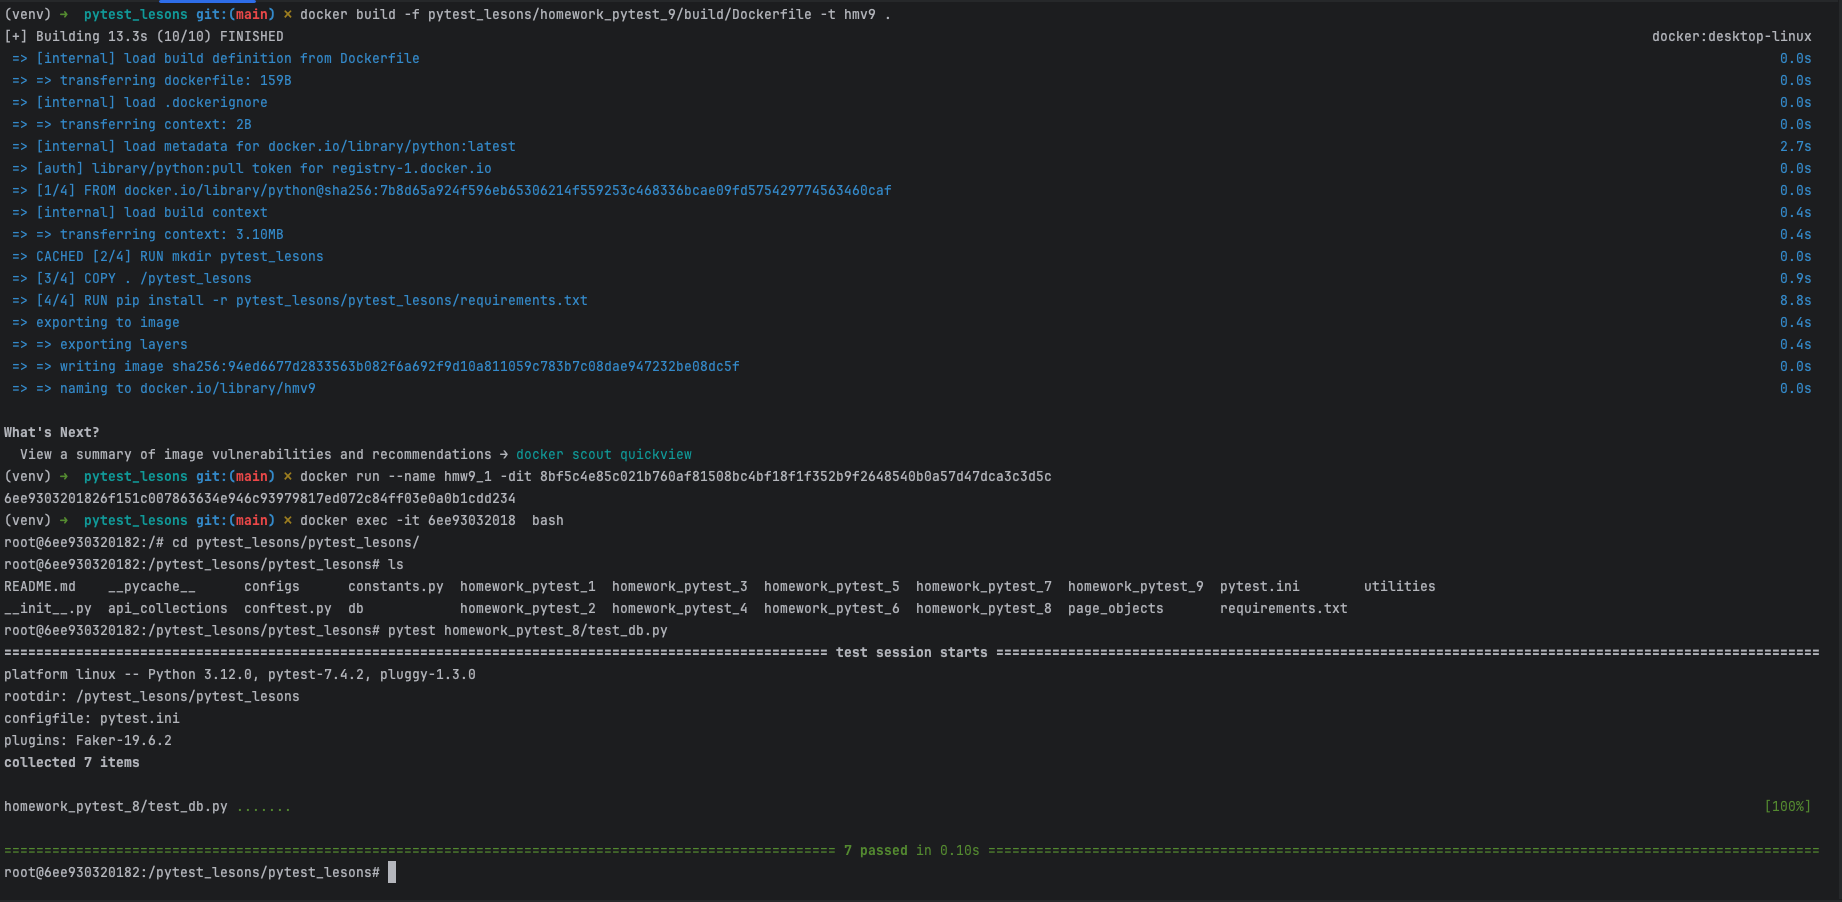 (venv) ➜  pytest_lesons git:(main) ✗ docker build -f pytest_lesons/homework_pytest_9/build/Dockerfile -t hmv9 .
[+] Building 13.3s (10/10) FINISHED docker:desktop-linux
=> [internal] load build definition from Dockerfile 0.0s
=> => transferring dockerfile: 159B 0.0s
=> [internal] load .dockerignore 0.0s
=> => transferring context: 2B 0.0s
=> [internal] load metadata for docker.io/library/python:latest 2.7s
=> [auth] library/python:pull token for registry-1.docker.io 0.0s
=> [1/4] FROM docker.io/library/python@sha256:7b8d65a924f596eb65306214f559253c468336bcae09fd575429774563460caf 0.0s
=> [internal] load build context 0.4s
=> => transferring context: 3.10MB 0.4s
=> CACHED [2/4] RUN mkdir pytest_lesons 0.0s
=> [3/4] COPY . /pytest_lesons 0.9s
=> [4/4] RUN pip install -r pytest_lesons/pytest_lesons/requirements.txt 8.8s
=> exporting to image 0.4s
=> => exporting layers 0.4s
=> => writing image sha256:94ed6677d2833563b082f6a692f9d10a811059c783b7c08dae947232be08dc5f 0.0s
=> => naming to docker.io/library/hmv9 0.0s
What's Next?
View a summary of image vulnerabilities and recommendations → docker scout quickview
(venv) ➜  pytest_lesons git:(main) ✗ docker run --name hmw9_1 -dit 8bf5c4e85c021b760af81508bc4bf18f1f352b9f2648540b0a57d47dca3c3d5c
6ee9303201826f151c007863634e946c93979817ed072c84ff03e0a0b1cdd234
(venv) ➜  pytest_lesons git:(main) ✗ docker exec -it 6ee93032018  bash
root@6ee930320182:/# cd pytest_lesons/pytest_lesons/
root@6ee930320182:/pytest_lesons/pytest_lesons# ls
README.md    __pycache__      configs      constants.py  homework_pytest_1  homework_pytest_3  homework_pytest_5  homework_pytest_7  homework_pytest_9  pytest.ini        utilities
__init__.py  api_collections  conftest.py  db            homework_pytest_2  homework_pytest_4  homework_pytest_6  homework_pytest_8  page_objects       requirements.txt
root@6ee930320182:/pytest_lesons/pytest_lesons# pytest homework_pytest_8/test_db.py
======================================================================================================= test session starts =======================================================================================================
platform linux -- Python 3.12.0, pytest-7.4.2, pluggy-1.3.0
rootdir: /pytest_lesons/pytest_lesons
configfile: pytest.ini
plugins: Faker-19.6.2
collected 7 items
homework_pytest_8/test_db.py ....... [100%]
======================================================================================================== 7 passed in 0.10s ========================================================================================================
root@6ee930320182:/pytest_lesons/pytest_lesons#